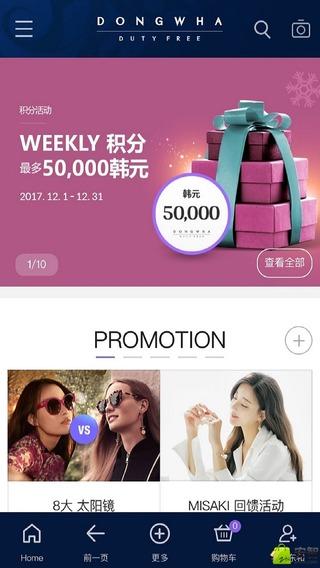 DONGWHA
DUTY FREE
积分活动
WEEKLY 积分
最多50,000韩元
2017. 12. 1 - 12. 31
韩元
50,000
DONGWHA
1/10
查看全部
PROMOTION
VS
8大 太阳镜
MISAKI 回馈活动
0
Home
前一页
更多
购物车
安智